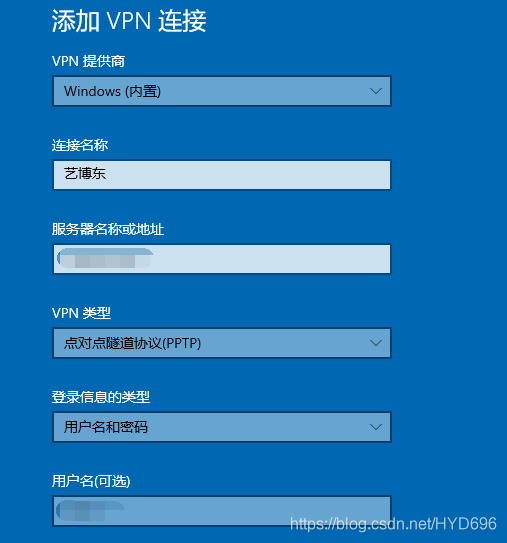 添加 VPN 连接
VPN 提供商
Windows (内置)
连接名称
艺博东
服务器名称或地址
VPN 类型
点对点隧道协议(PPTP)
登录信息的类型
用户名和密码
用户名(可选)
https://blog.csdn.net/HYD696